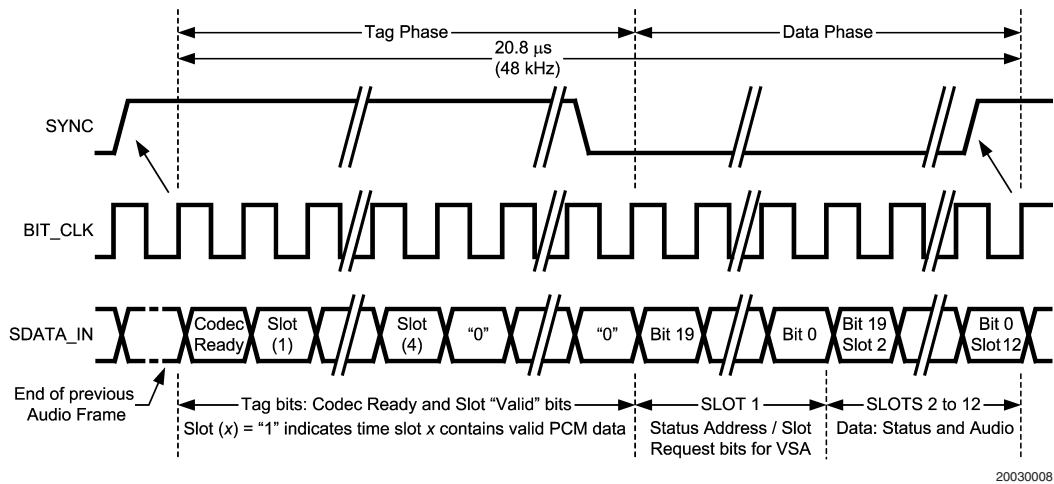 Tag Phase
Data Phase
20.8 μs
(48 kHz)
SYNC
BIT_CLK
SDATA_IN
Codec
Ready
Slot
(1)
Slot
(4)
“0”
“0”
Bit 19
Bit 0
Bit 19
Slot 2
Bit 0
Slot12
End of previous
Audio Frame
Tag bits: Codec Ready and Slot “Valid” bits
Slot (x) = “1” indicates time slot x contains valid PCM data
SLOT 1
Status Address / Slot
Request bits for VSA
SLOTS 2 to 12
Data: Status and Audio
20030008